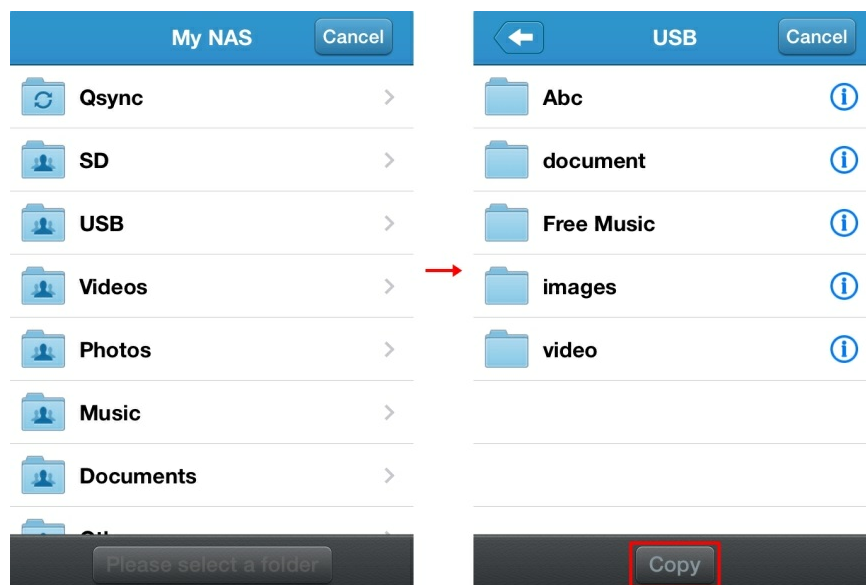 My NAS
Cancel
Qsync
SD
USB
Videos
Photos
Music
Documents
Please select a folder
USB
Cancel
Abc
document
Free Music
images
video
Copy